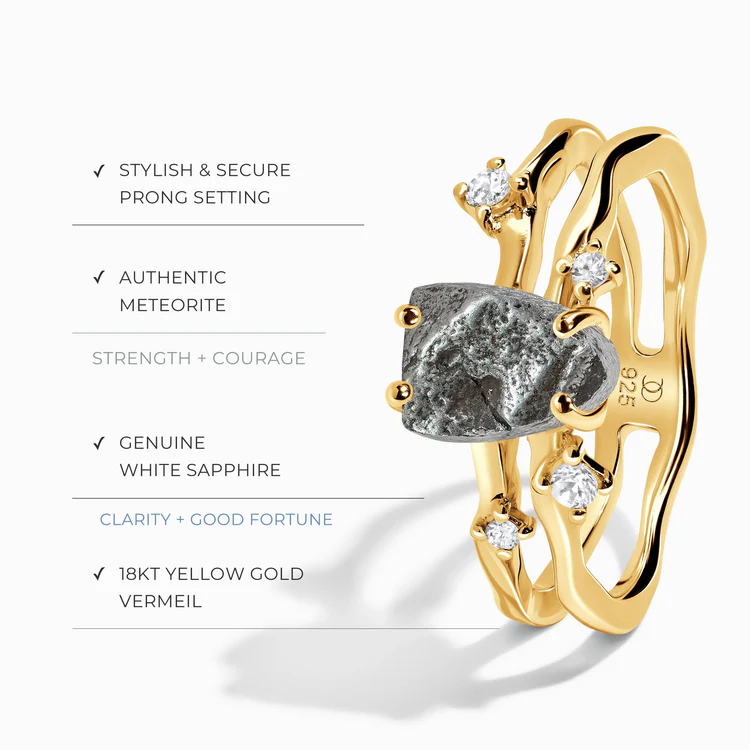 ✓ STYLISH & SECURE
PRONG SETTING
✓ AUTHENTIC
METEORITE
STRENGTH + COURAGE
✓ GENUINE
WHITE SAPPHIRE
CLARITY + GOOD FORTUNE
✓ 18KT YELLOW GOLD
VERMEIL
925